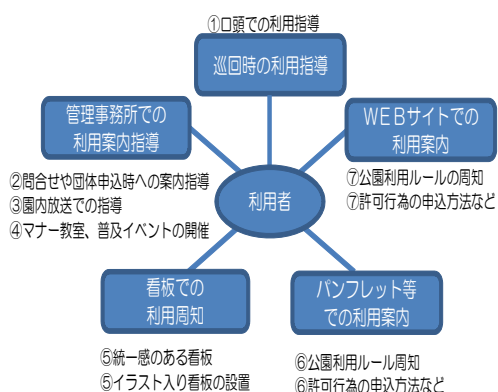 ①口頭での利用指導
巡回時の利用指導
管理事務所での
利用案内指導
WEBサイトでの
利用案内
②問合せや団体申込時への案内指導
③園内放送での指導
④マナー教室、普及イベントの開催
利用者
⑦公園利用ルールの周知
⑦許可行為の申込方法など
看板での
利用周知
パンフレット等
での利用案内
⑤統一感のある看板
⑤イラスト入り看板の設置
⑥公園利用ルール周知
⑥許可行為の申込方法など